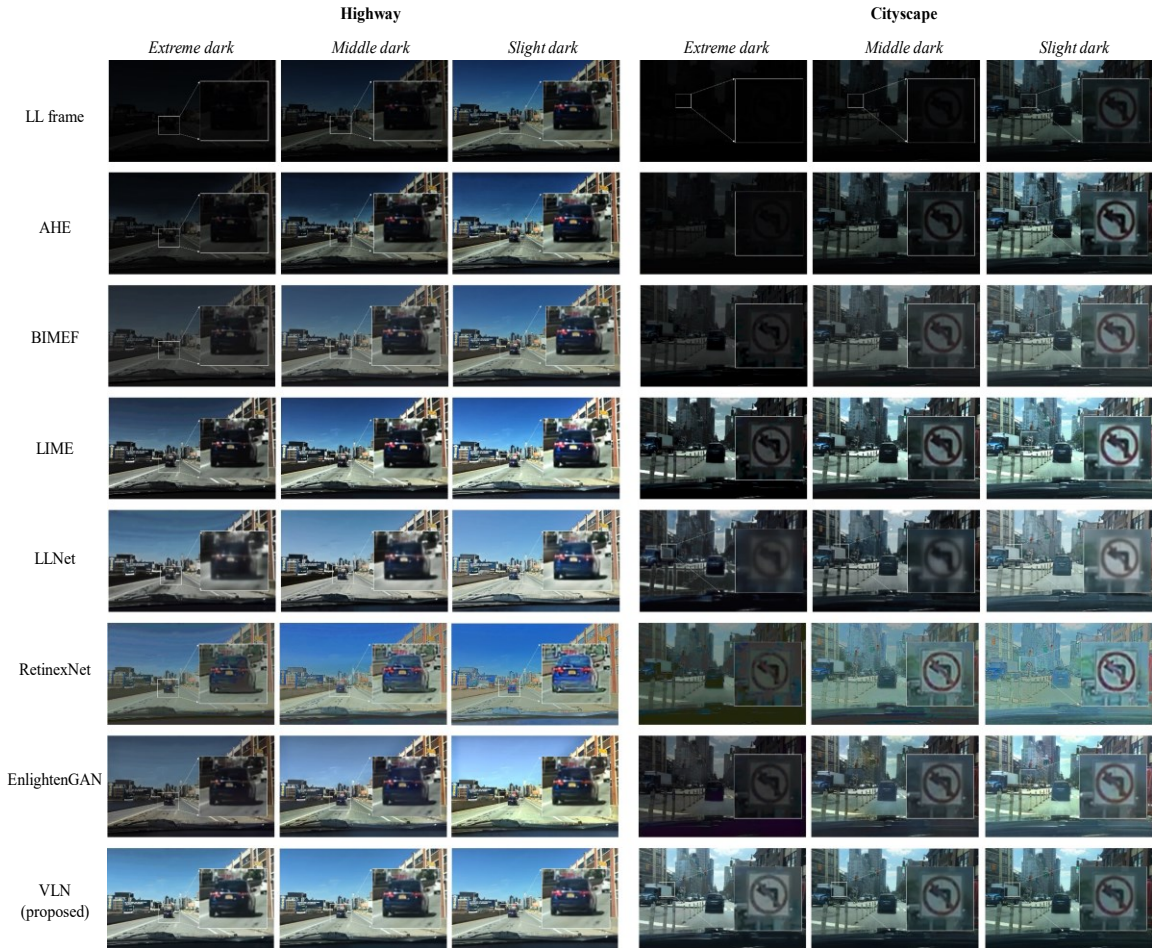 Highway Cityscape
Extreme dark Middle dark Slight dark Extreme dark Middle dark Slight dark
LL frame
AHE
BIMEF
LIME
LLNet
RetinexNet
EnlightenGAN
VLN
(proposed)